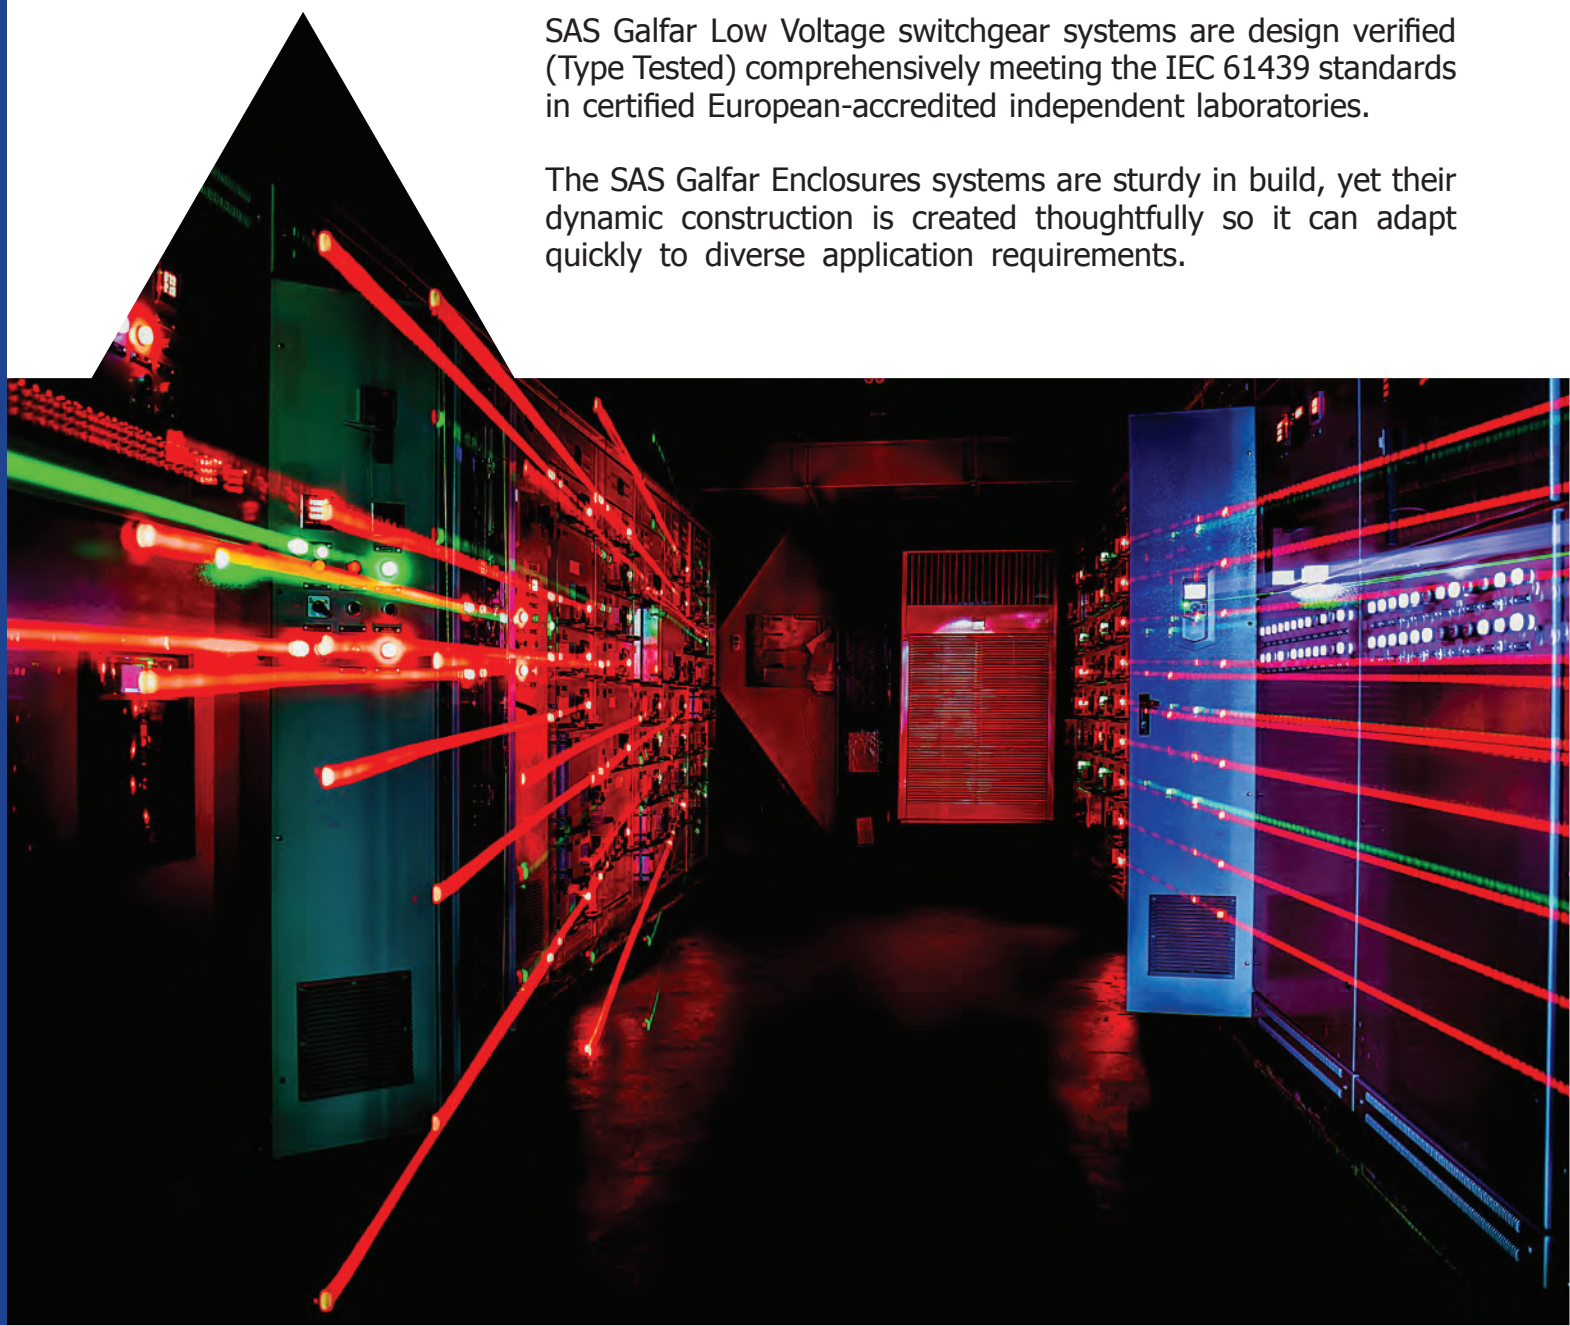 SAS Galfar Low Voltage switchgear systems are design verified
(Type Tested) comprehensively meeting the IEC 61439 standards
in certified European-accredited independent laboratories.
The SAS Galfar Enclosures systems are sturdy in build, yet their
dynamic construction is created thoughtfully so it can adapt
quickly to diverse application requirements.